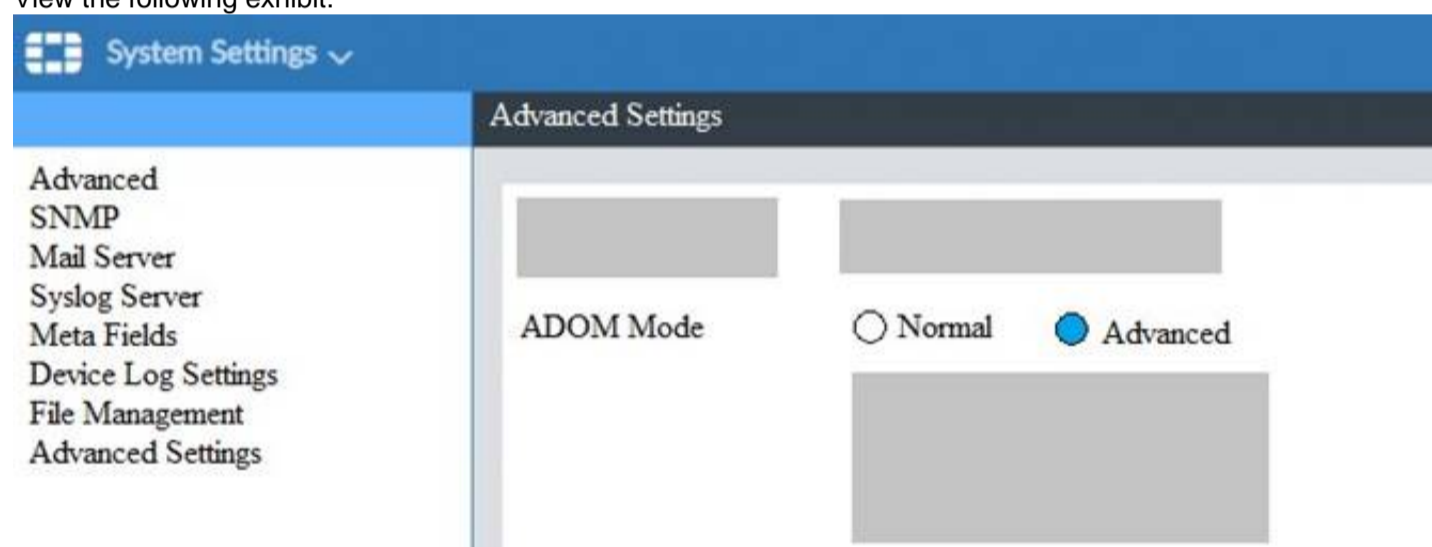 View the following exhibit:
System Settings
Advanced Settings
Advanced
SNMP
Mail Server
Syslog Server
Meta Fields
Device Log Settings
File Management
Advanced Settings
ADOM Mode
Normal
Advanced